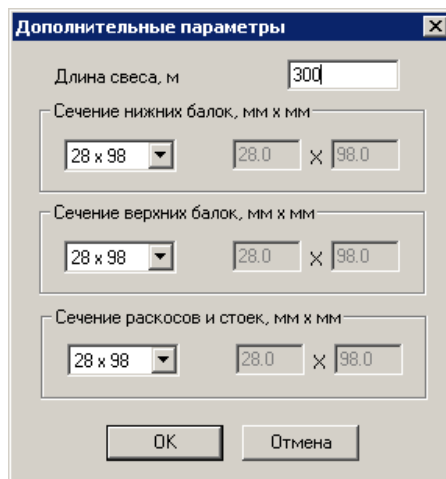 Дополнительные параметры
Длина свеса, м 300
Сечение нижних балок, мм x мм
28 x 98 28.0 X 98.0
Сечение верхних балок, мм x мм
28 x 98 28.0 X 98.0
Сечение раскосов и стоек, мм x мм
28 x 98 28.0 X 98.0
OK Отмена